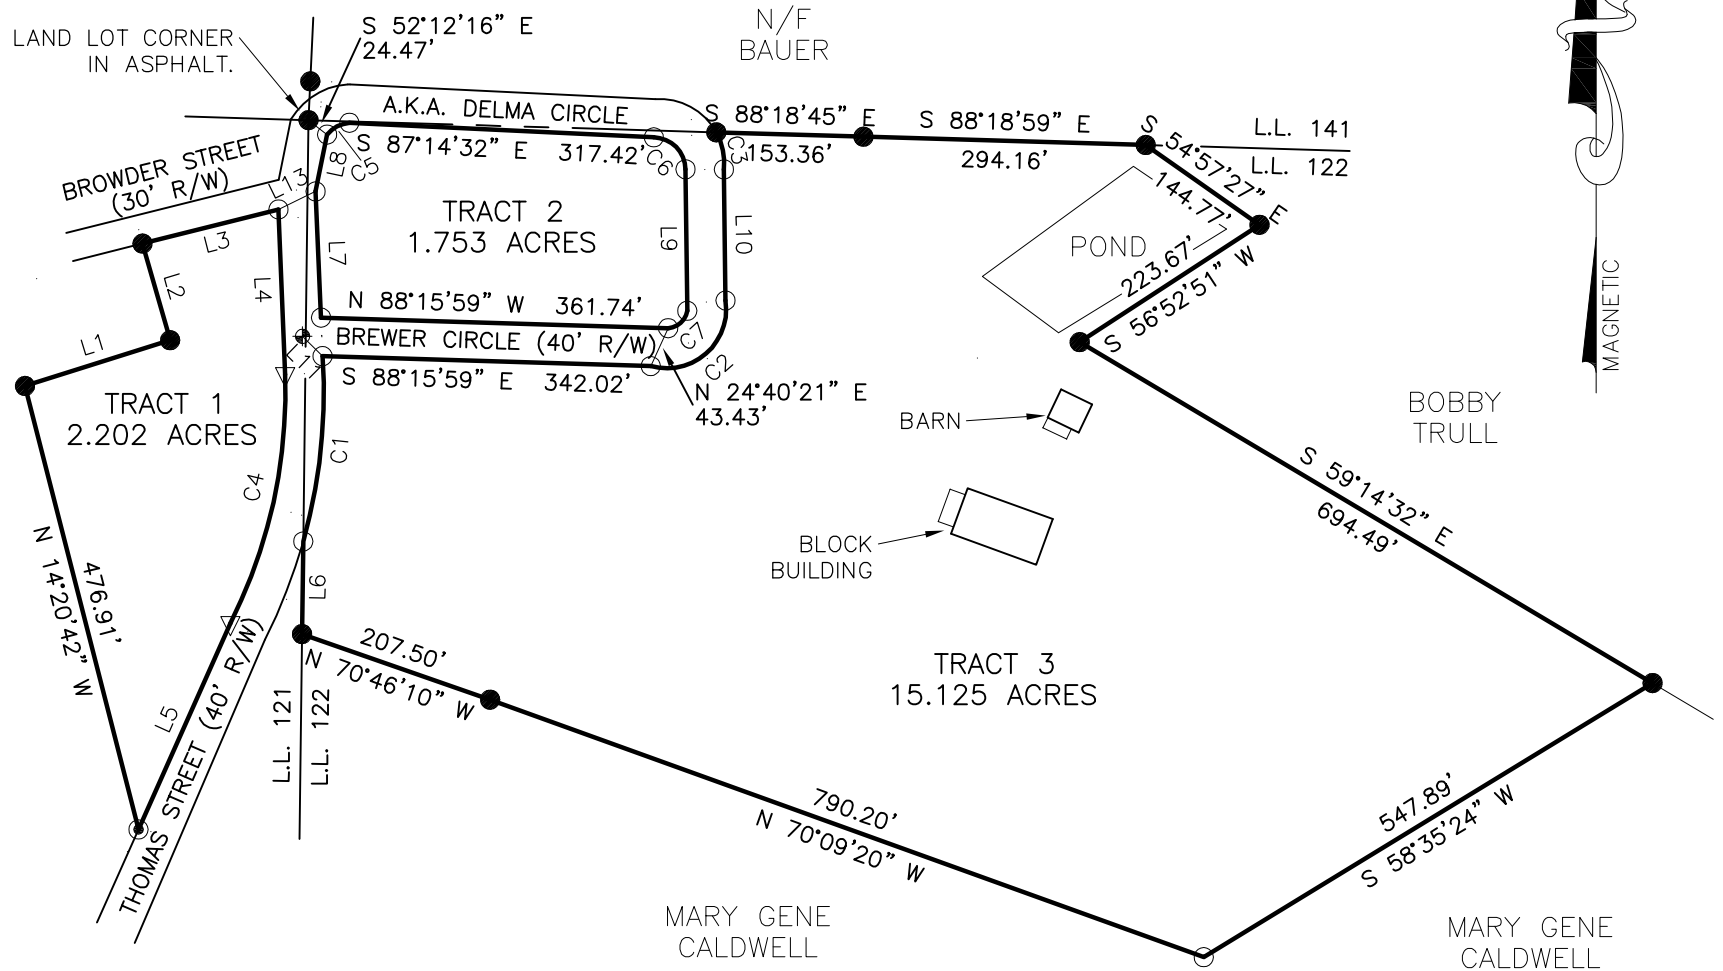 LAND LOT CORNER
IN ASPHALT.
S 52°12'16" E
24.47'
N/F
BAUER
A.K.A. DELMA CIRCLE
S 87°14'32" E 317.42'
S 88°18'45" E
153.36'
S 88°18'59" E
294.16'
L.L. 141
L.L. 122
S 54°57'27" E
144.77'
BROWDER STREET
(30' R/W)
L13
L8
C5
C6
C3
TRACT 2
1.753 ACRES
L3
L2
L4
L7
L9
L10
POND
223.67'
S 56°52'51" W
MAGNETIC
N 88°15'59" W 361.74'
BREWER CIRCLE (40' R/W)
C7
C2
S 88°15'59" E 342.02'
N 24°40'21" E
43.43'
L1
TRACT 1
2.202 ACRES
BARN
BOBBY
TRULL
C1
C4
S 59°14'32" E
694.49'
BLOCK
BUILDING
476.91'
N 14°20'42" W
L6
207.50'
N 70°46'10" W
TRACT 3
15.125 ACRES
L5
THOMAS STREET (40' R/W)
L.L. 121
L.L. 122
790.20'
N 70°09'20" W
547.89'
S 58°35'24" W
MARY GENE
CALDWELL
MARY GENE
CALDWELL